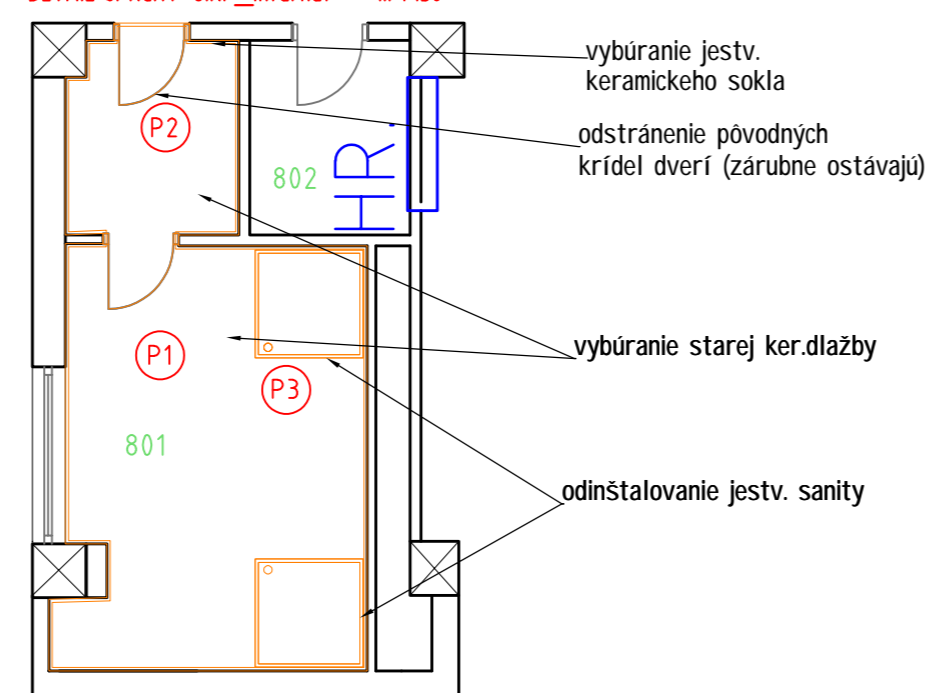 vybúranie jestv.
keramickeho sokla
odstránenie pôvodných
krídel dverí (zárubne ostávajú)
P2
802
HR.
vybúranie starej ker.dlažby
P1
P3
801
odinštalovanie jestv. sanity